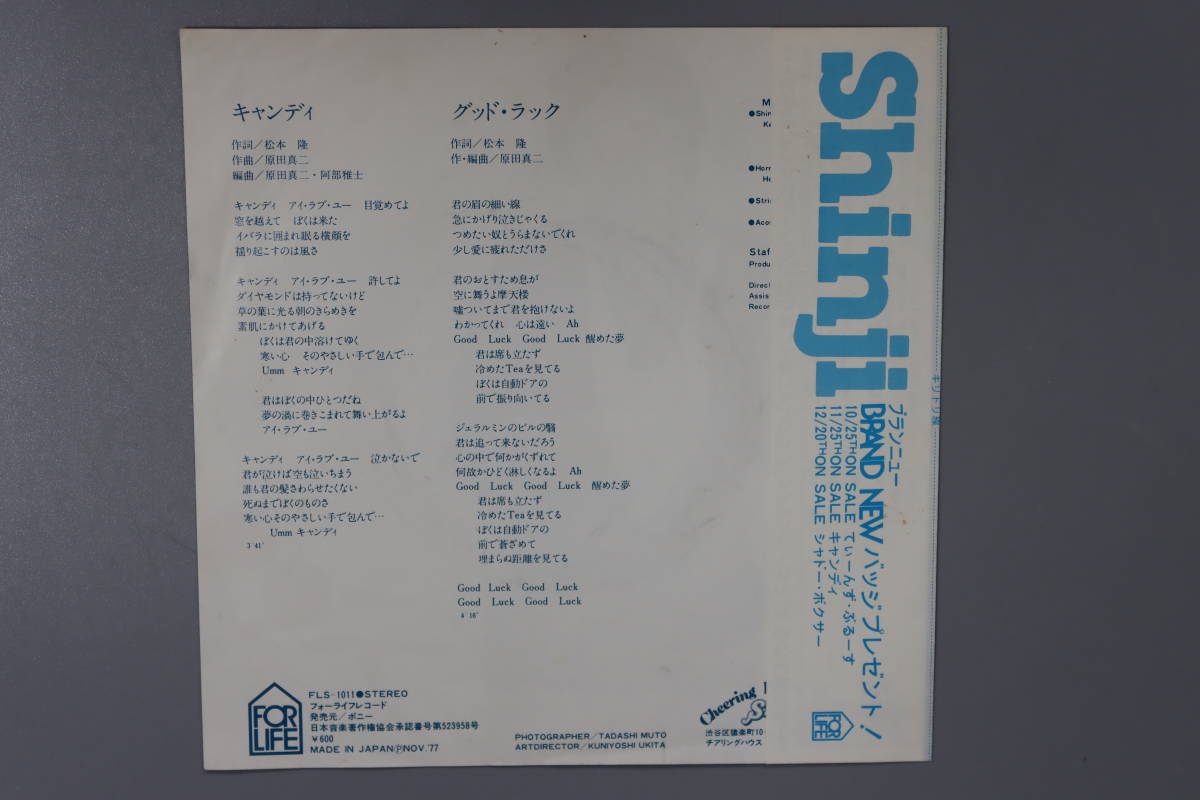 キャンディ
作詞／松本　隆
作曲／原田真二
編曲／原田真二・阿部雅士
キャンディ　アイ・ラブ・ユー　目覚めてよ
窓を越えて　ぼくは来た
イバラに囲まれ眠る横顔を
揺り起こすのは風さ
キャンディ　アイ・ラブ・ユー　許してよ
ダイヤモンドは持ってないけど
草の葉に光る朝のきらめきを
素肌にかけてあげる
ぼくは君の中溶けてゆく
寒い心　そのやさしい手で包んで…
Umm　キャンディ
君はぼくの中ひとつだね
夢の渦に巻きこまれて舞い上がるよ
アイ・ラブ・ユー
キャンディ　アイ・ラブ・ユー　泣かないで
君が泣けば空も泣いちまう
誰も君の髪さわらせたくない
死ぬまでぼくのものさ
寒い心そのやさしい手で包んで…
Umm キャンディ
3'41"
グッド・ラック
作詞／松本　隆
作・編曲／原田真二
君の眉の細い線
急にかげり泣きじゃくる
つめたい奴とうらまないでくれ
少し愛に疲れただけさ
君のおとすため息が
空に舞うよ摩天楼
嘘ついてまで君を抱けないよ
わかってくれ　心は遠い　Ah
Good Luck Good Luck 醒めた夢
君は席も立たず
冷めたTeaを見てる
ぼくは自動ドアの
前で振り向いてる
ジェラルミンのビルの翳
君は追って来ないだろう
心の中で何かがくずれて
何故かひどく淋しくなるよ　Ah
Good Luck Good Luck 醒めた夢
君は席も立たず
冷めたTeaを見てる
ぼくは自動ドアの
前で蒼ざめて
埋まらぬ距離を見てる
Good Luck Good Luck
Good Luck Good Luck
4'16"
M
●Shin
Ke
●Horn
Ho
●Stri
●Aco
Staf
Produ
Direct
Assis
Recor
FOR LIFE
FLS-1011●STEREO
フォーライフレコード
発売元／ポニー
日本音楽著作権協会承認番号第523958号
￥600
MADE IN JAPANⓅNOV.'77
PHOTOGRAPHER／TADASHI MUTO
ARTDIRECTOR／KUNIYOSHI UKITA
Cheering
渋谷区猿楽町10-
チアリングハウス
Shinji
キリトリ線
ブランニュー
BRAND NEW バッジプレゼント！
10/25TH ON SALE てぃーんず・ぶるーす
11/25TH ON SALE キャンディ
12/20TH ON SALE シャドー・ボクサー
FOR LIFE